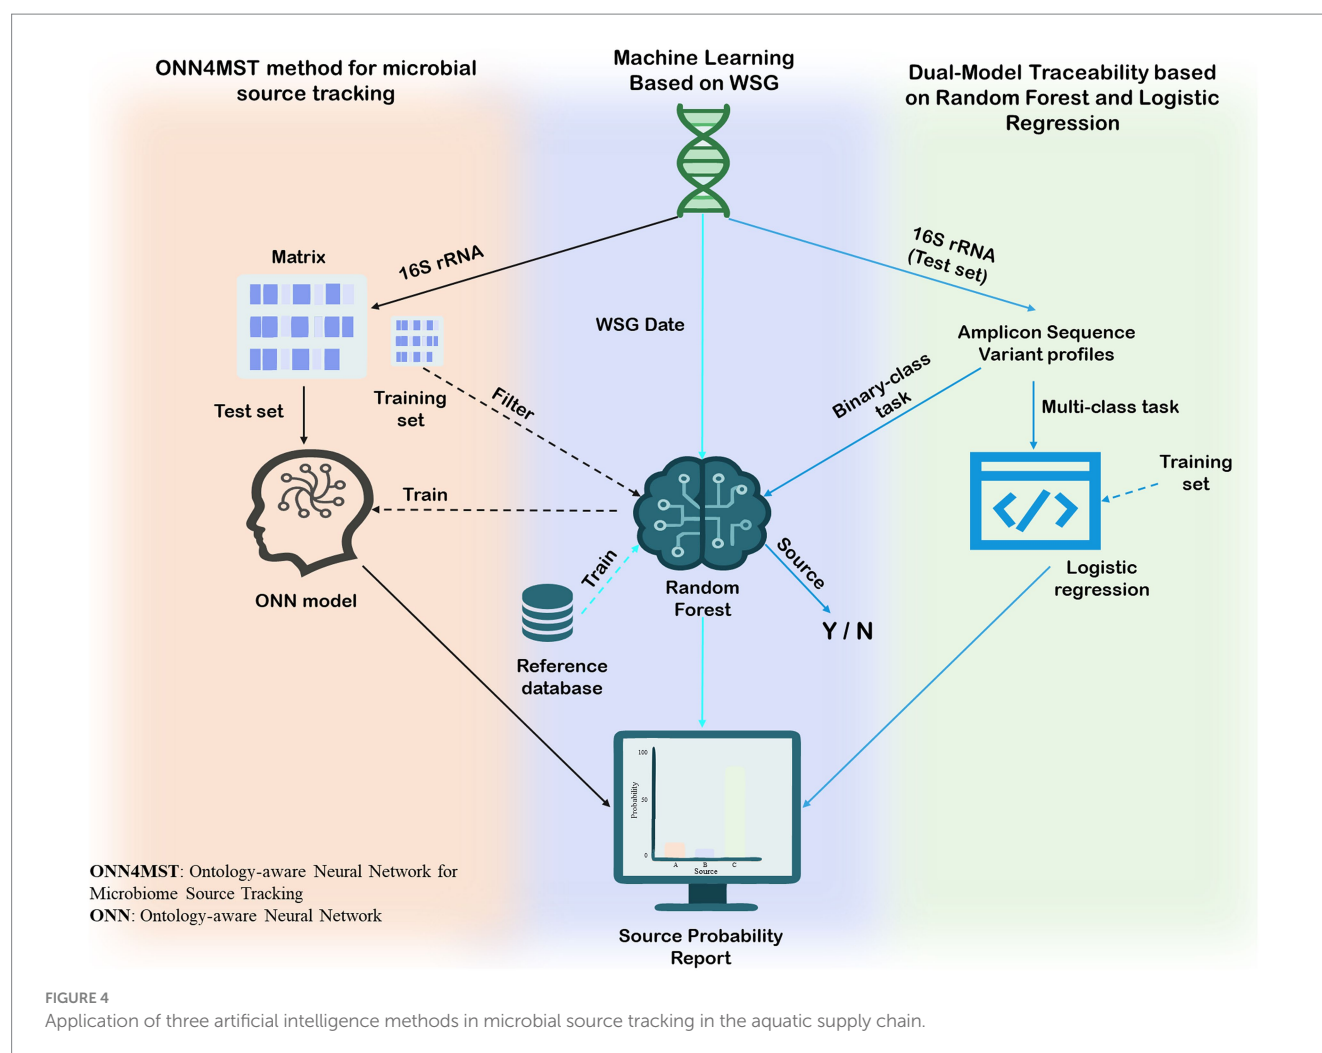 ONN4MST method for microbial
source tracking
Machine Learning
Based on WSG
Dual-Model Traceability based
on Random Forest and Logistic
Regression
Matrix
16S rRNA
WSG Date
16S rRNA
(Test set)
Amplicon Sequence
Variant profiles
Test set
Training
set
Filter
Binary-class
task
Multi-class task
Training
set
Train
ONN model
Train
Random
Forest
Source
Y / N
Logistic
regression
Reference
database
100
50
0
Probability
A
B
C
Source
Source Probability
Report
ONN4MST: Ontology-aware Neural Network for
Microbiome Source Tracking
ONN: Ontology-aware Neural Network
FIGURE 4
Application of three artificial intelligence methods in microbial source tracking in the aquatic supply chain.